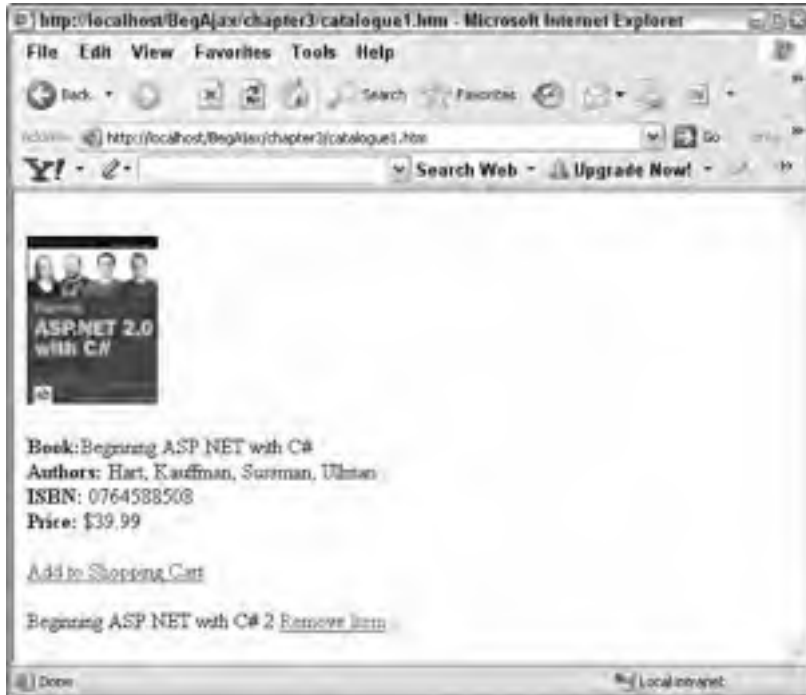 http://localhost/BegAjax/chapter3/catalogue1.htm - Microsoft Internet Explorer
File Edit View Favorites Tools Help
Back Search Favorites
http://localhost/BegAjax/chapter3/catalogue1.htm Go
Y! Search Web Upgrade Now!
ASP.NET 2.0
with C#
Book:Beginning ASP.NET with C#
Authors: Hart, Kauffman, Sussman, Ullman
ISBN: 0764588508
Price: $39.99
Add to Shopping Cart
Beginning ASP.NET with C# 2 Remove Item
Done Local intranet